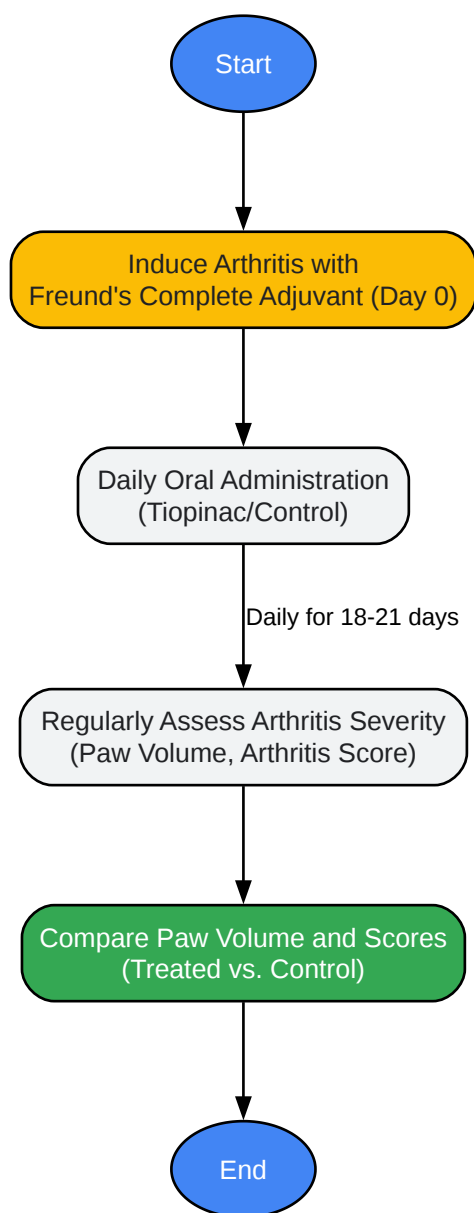 Start
Induce Arthritis with
Freund's Complete Adjuvant (Day 0)
Daily Oral Administration
(Tiopinac/Control)
Daily for 18-21 days
Regularly Assess Arthritis Severity
(Paw Volume, Arthritis Score)
Compare Paw Volume and Scores
(Treated vs. Control)
End